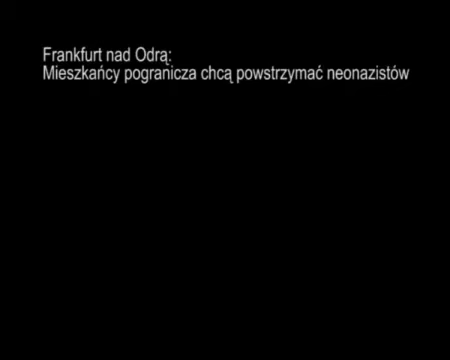 Frankfurt nad Odrą:
Mieszkańcy pogranicza chcą powstrzymać neonazistów